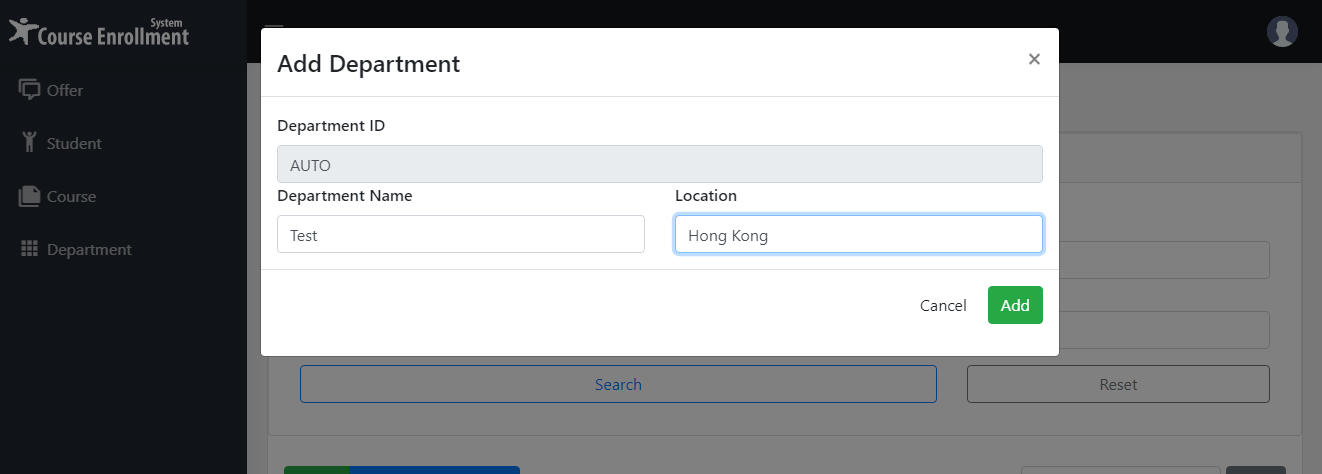 System
Course Enrollment
Offer
Student
Course
Department
Add Department
×
Department ID
AUTO
Department Name
Location
Test
Hong Kong
Cancel
Add
Search
Reset